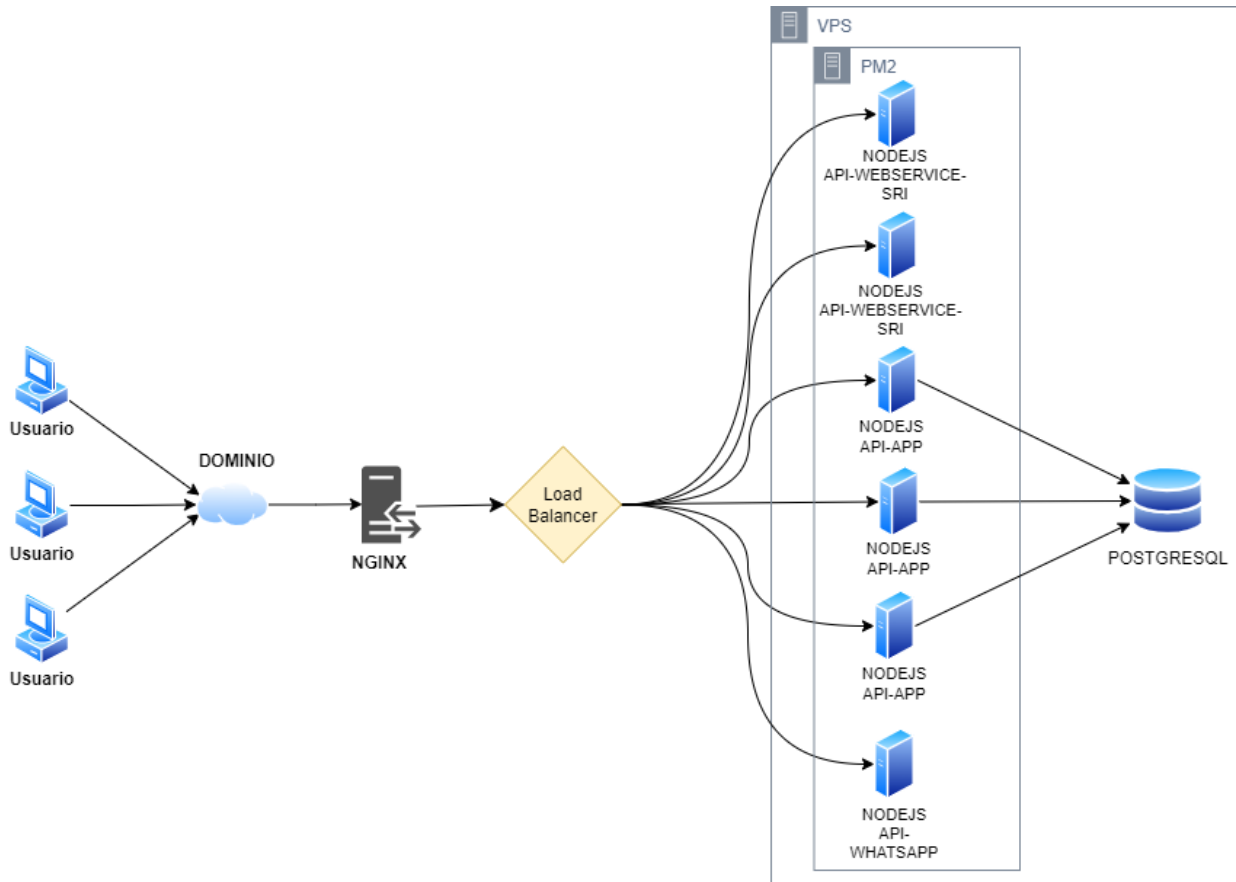 VPS
PM2
NODEJS
API-WEBSERVICE-
SRI
NODEJS
API-WEBSERVICE-
SRI
Usuario
NODEJS
API-APP
DOMINIO
Load
Balancer
Usuario
NGINX
NODEJS
API-APP
POSTGRESQL
Usuario
NODEJS
API-APP
NODEJS
API-
WHATSAPP